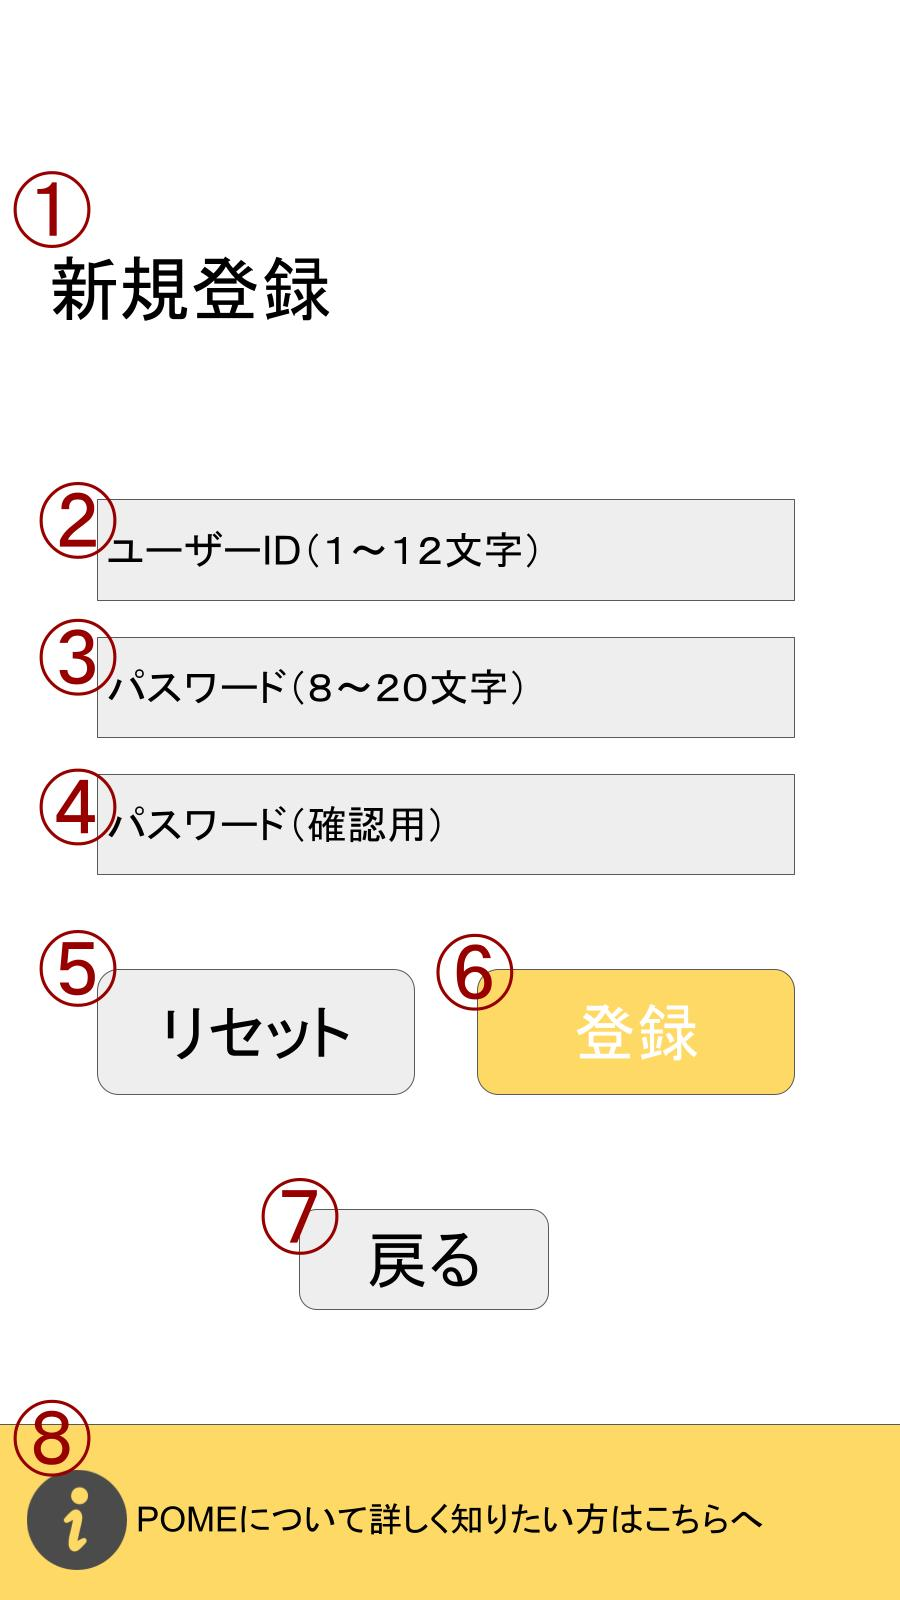 ①
新規登録
②
ユーザーID（１～１２文字）
③
パスワード（８～２０文字）
④
パスワード（確認用）
⑤
リセット
⑥
登録
⑦
戻る
⑧
POMEについて詳しく知りたい方はこちらへ